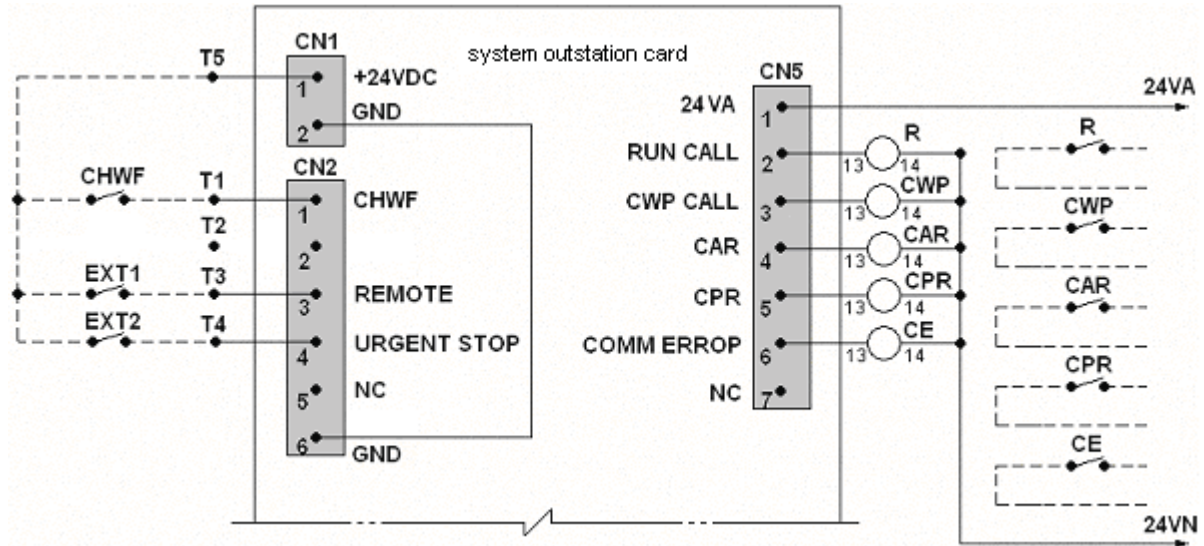 system outstation card
CN1
T5
1
+24VDC
GND
2
CN2
CHWF
T1
1
CHWF
T2
2
EXT1
T3
3
REMOTE
EXT2
T4
4
URGENT STOP
5
NC
6
GND
CN5
24VA
1
24VA
RUN CALL
2
13
14
R
CWP CALL
3
13
14
CWP
CAR
4
13
14
CAR
CPR
5
13
14
CPR
COMM ERROP
6
13
14
CE
NC
7
R
CWP
CAR
CPR
CE
24VN